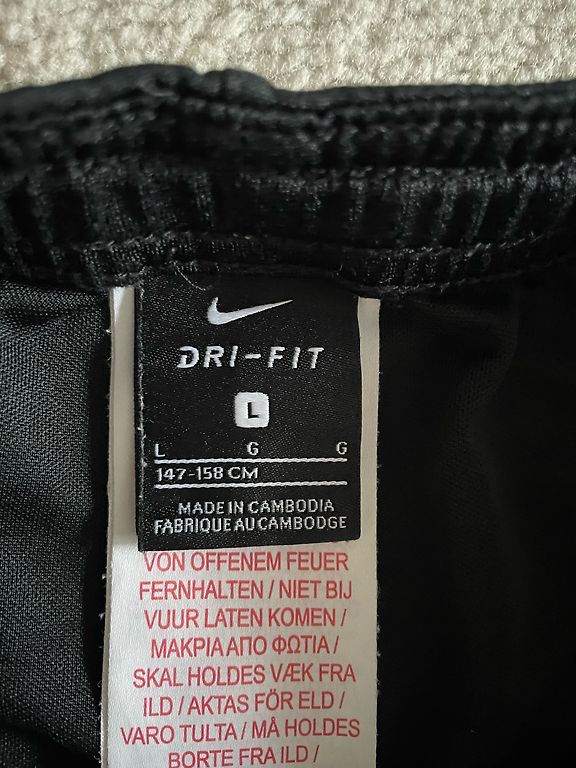 DRI-FIT
L
L G G
147-158 CM
MADE IN CAMBODIA
FABRIQUE AU CAMBODGE
VON OFFENEM FEUER
FERNHALTEN / NIET BIJ
VUUR LATEN KOMEN /
ΜΑΚΡΙΑ ΑΠΟ ΦΩΤΙΑ /
SKAL HOLDES VÆK FRA
ILD / AKTAS FÖR ELD /
VARO TULTA / MÅ HOLDES
BORTE FRA ILD /